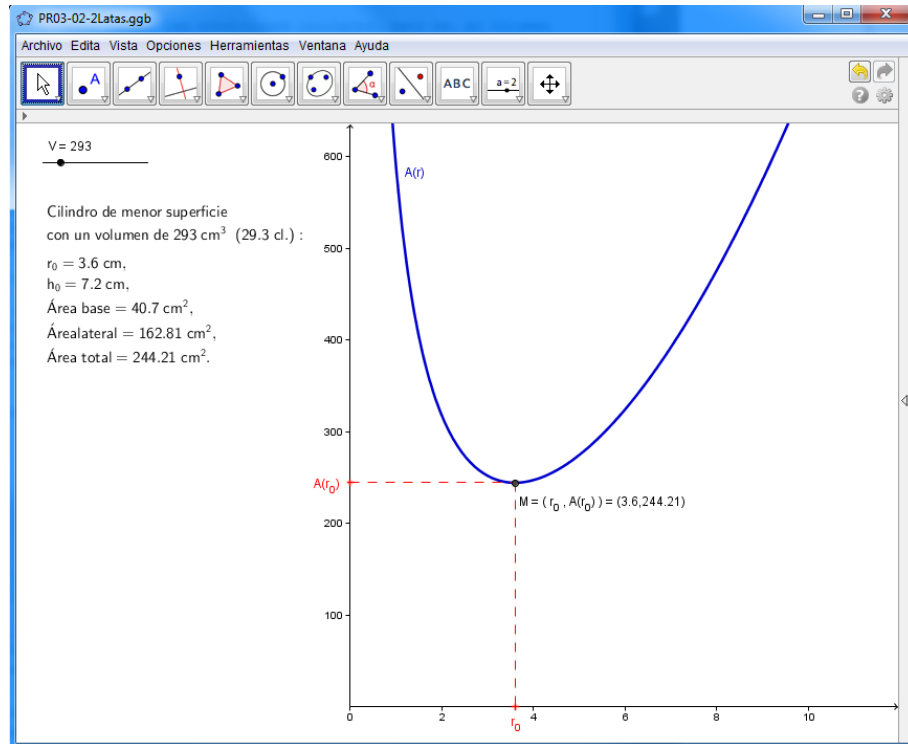 PR03-02-2Latas.ggb
Archivo Edita Vista Opciones Herramientas Ventana Ayuda
A
α
ABC
a=2
V = 293
Cilindro de menor superficie
con un volumen de 293 cm³ (29.3 cl.) :
r₀ = 3.6 cm,
h₀ = 7.2 cm,
Área base = 40.7 cm²,
Árealateral = 162.81 cm²,
Área total = 244.21 cm².
600
A(r)
500
400
300
A(r₀)
M = ( r₀ , A(r₀) ) = (3.6,244.21)
200
100
0 2 r₀ 4 6 8 10